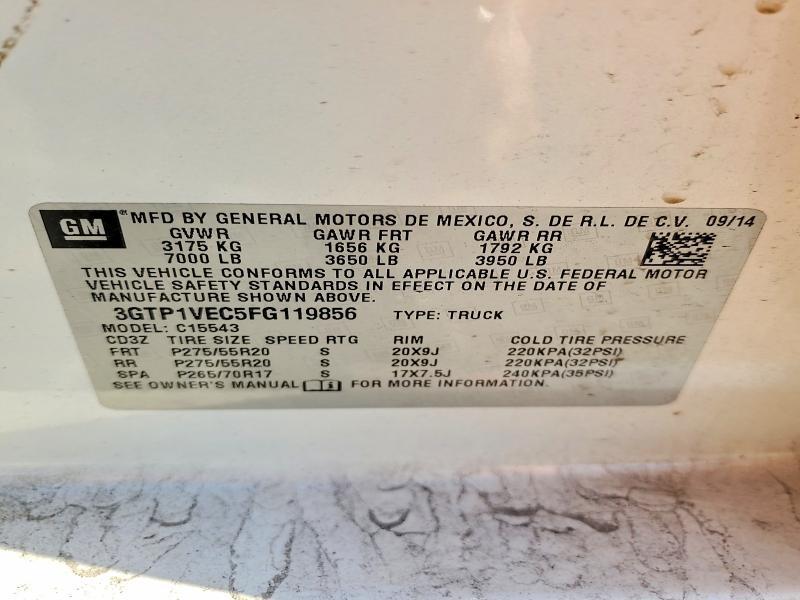 GM MFD BY GENERAL MOTORS DE MEXICO, S. DE R.L. DE C.V. 09/14
GVWR GAWR FRT GAWR RR
3175 KG 1656 KG 1792 KG
7000 LB 3650 LB 3950 LB
THIS VEHICLE CONFORMS TO ALL APPLICABLE U.S. FEDERAL MOTOR
VEHICLE SAFETY STANDARDS IN EFFECT ON THE DATE OF
MANUFACTURE SHOWN ABOVE.
3GTP1VEC5FG119856 TYPE: TRUCK
MODEL: C15543
CD3Z TIRE SIZE SPEED RTG RIM COLD TIRE PRESSURE
FRT P275/55R20 S 20X9J 220KPA(32PSI)
RR P275/55R20 S 20X9J 220KPA(32PSI)
SPA P265/70R17 S 17X7.5J 240KPA(35PSI)
SEE OWNER'S MANUAL FOR MORE INFORMATION.